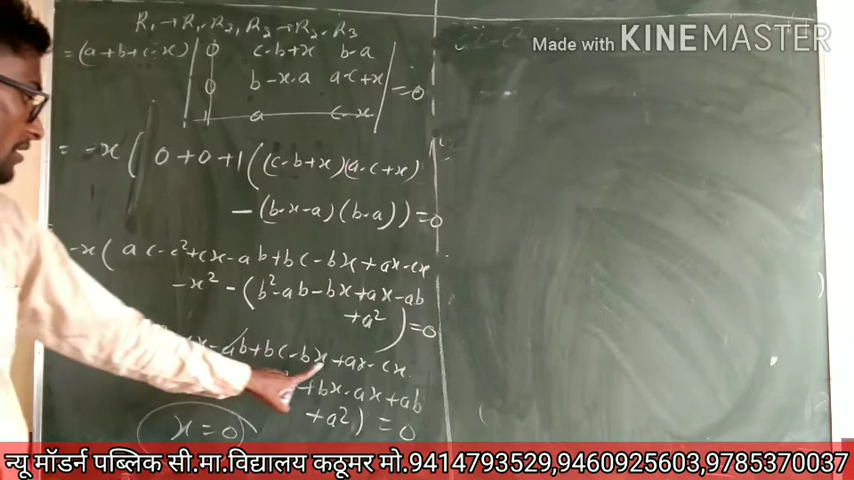 R₁→R₁-R₂, R₂→R₂-R₃
Made with KINEMASTER
= (a+b+c-x) | 0 c-b+x b-a |
| 0 b-x-a a-c+x | = 0
| 1 a c-x |
= -x ( 0+0+1 ((c-b+x)(a-c+x)
- (b-x-a)(b-a)) = 0
-x ( ac-c²+cx-ab+bc-bx+ax-cx
-x² - (b²-ab-bx+ax-ab
+a² ) = 0
-ab+bc-bx+ax-cx
+bx-ax+ab
+a²) = 0
x = 0
न्यू मॉडर्न पब्लिक सी.मा.विद्यालय कठूमर मो.9414793529,9460925603,9785370037